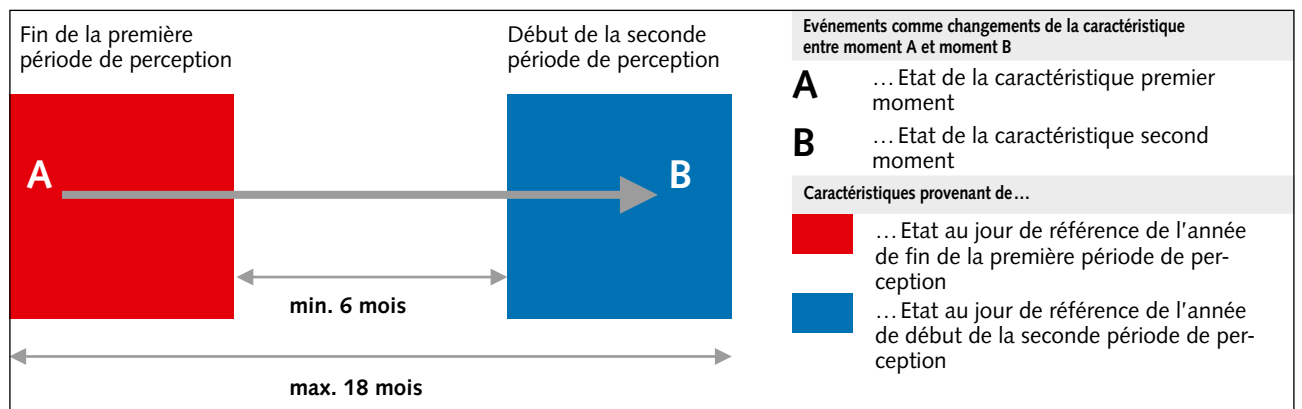 Fin de la première
période de perception
Début de la seconde
période de perception
A
B
min. 6 mois
max. 18 mois
Evénements comme changements de la caractéristique
entre moment A et moment B
A … Etat de la caractéristique premier
moment
B … Etat de la caractéristique second
moment
Caractéristiques provenant de …
… Etat au jour de référence de l'année
de fin de la première période de per-
ception
… Etat au jour de référence de l'année
de début de la seconde période de per-
ception